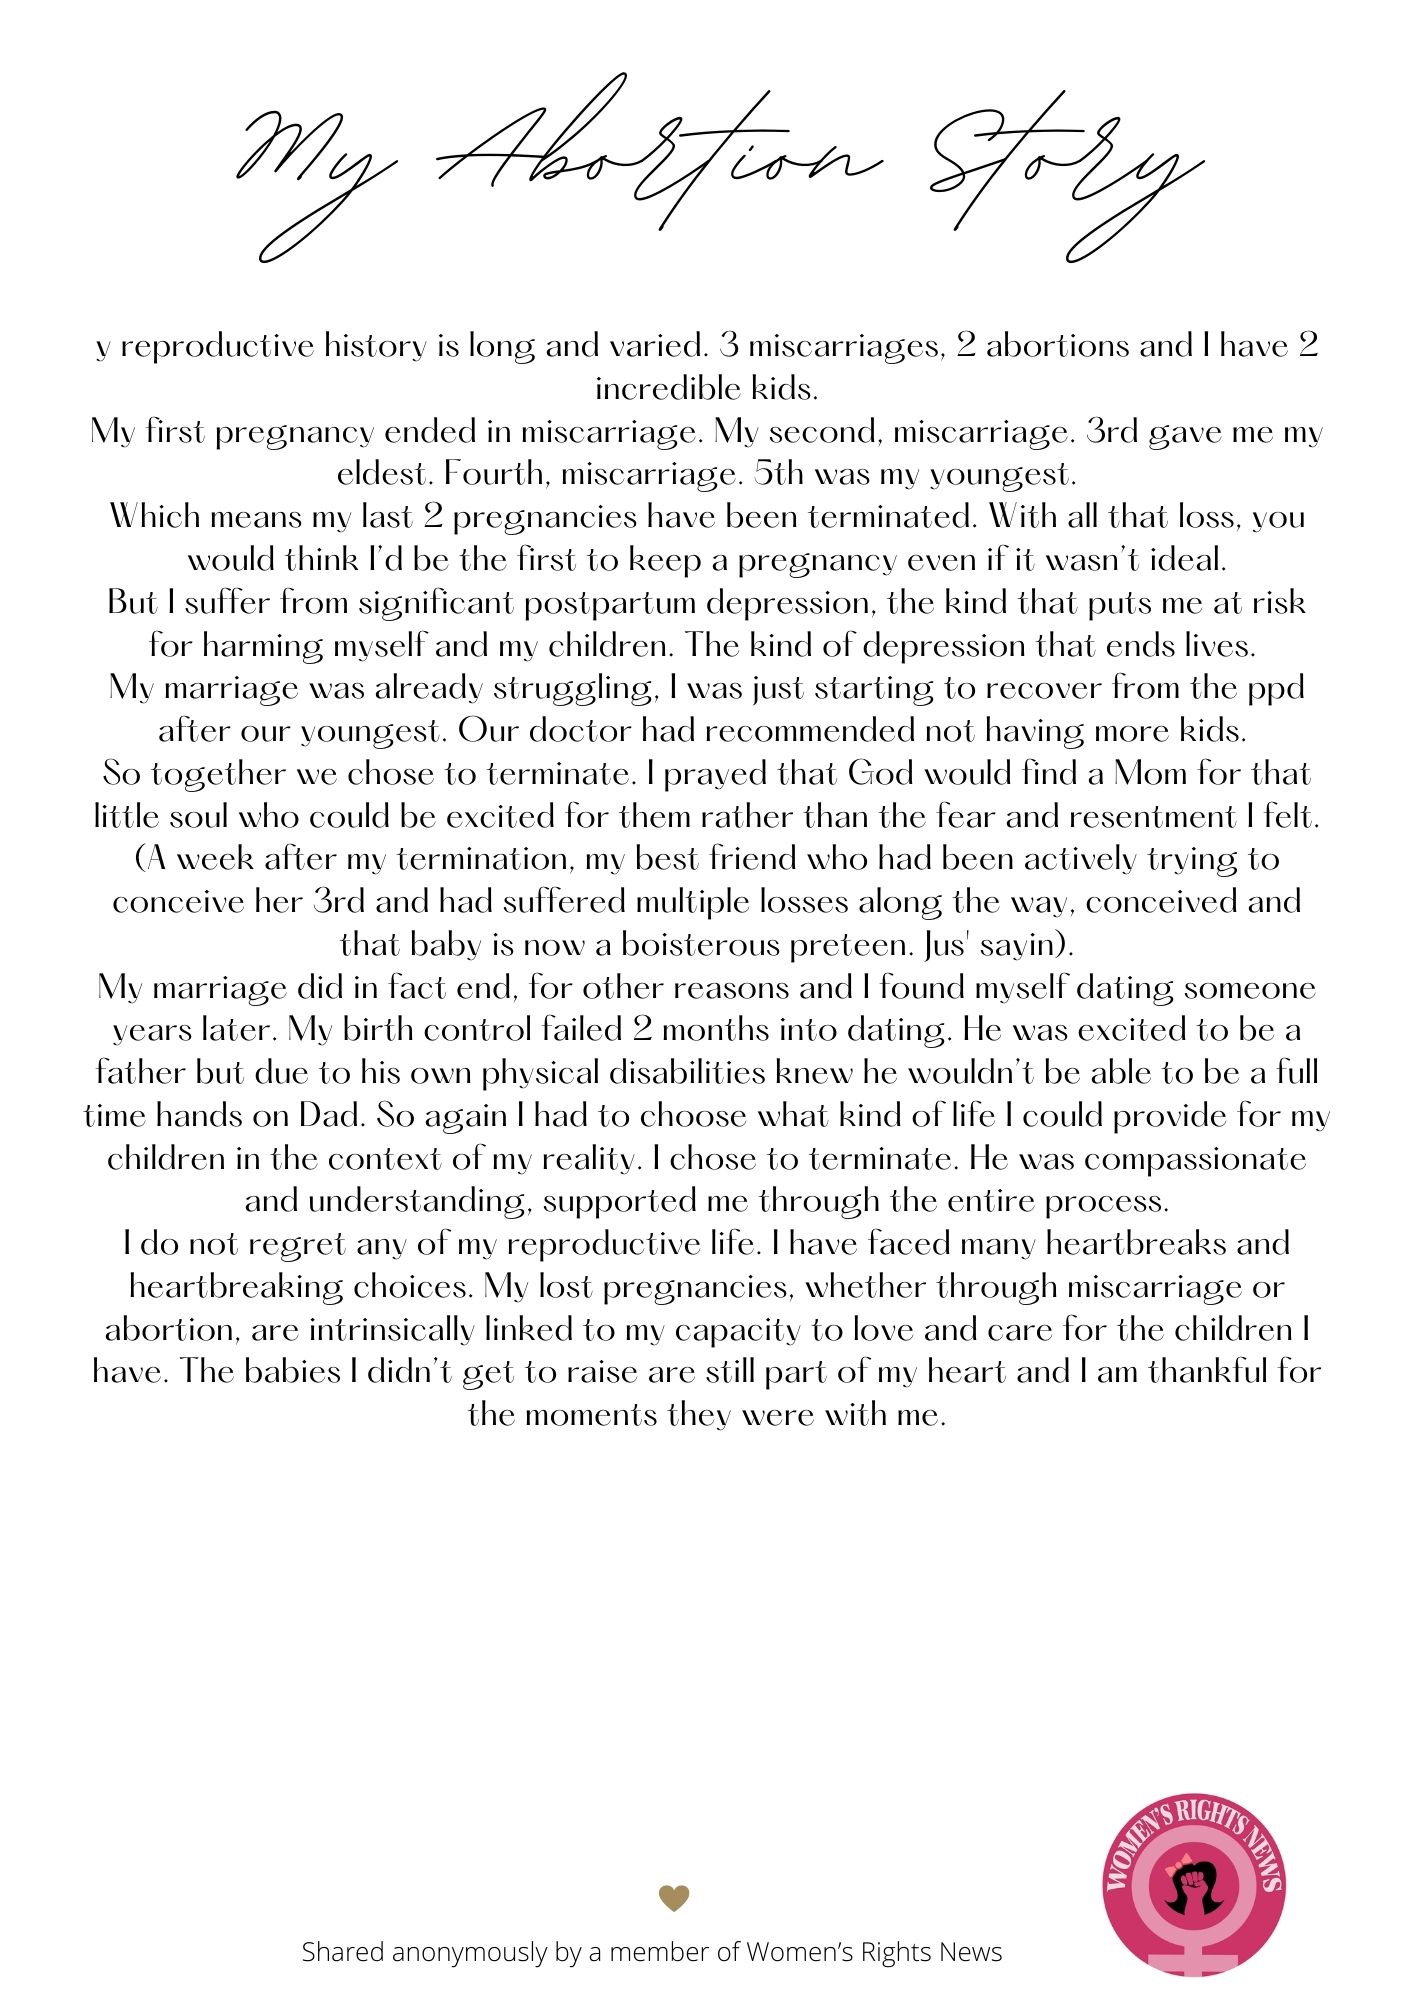 My Abortion Story
y reproductive history is long and varied. 3 miscarriages, 2 abortions and I have 2
incredible kids.
My first pregnancy ended in miscarriage. My second, miscarriage. 3rd gave me my
eldest. Fourth, miscarriage. 5th was my youngest.
Which means my last 2 pregnancies have been terminated. With all that loss, you
would think I’d be the first to keep a pregnancy even if it wasn’t ideal.
But I suffer from significant postpartum depression, the kind that puts me at risk
for harming myself and my children. The kind of depression that ends lives.
My marriage was already struggling, I was just starting to recover from the ppd
after our youngest. Our doctor had recommended not having more kids.
So together we chose to terminate. I prayed that God would find a Mom for that
little soul who could be excited for them rather than the fear and resentment I felt.
(A week after my termination, my best friend who had been actively trying to
conceive her 3rd and had suffered multiple losses along the way, conceived and
that baby is now a boisterous preteen. Jus' sayin).
My marriage did in fact end, for other reasons and I found myself dating someone
years later. My birth control failed 2 months into dating. He was excited to be a
father but due to his own physical disabilities knew he wouldn’t be able to be a full
time hands on Dad. So again I had to choose what kind of life I could provide for my
children in the context of my reality. I chose to terminate. He was compassionate
and understanding, supported me through the entire process.
I do not regret any of my reproductive life. I have faced many heartbreaks and
heartbreaking choices. My lost pregnancies, whether through miscarriage or
abortion, are intrinsically linked to my capacity to love and care for the children I
have. The babies I didn’t get to raise are still part of my heart and I am thankful for
the moments they were with me.
WOMEN'S RIGHTS NEWS
Shared anonymously by a member of Women’s Rights News